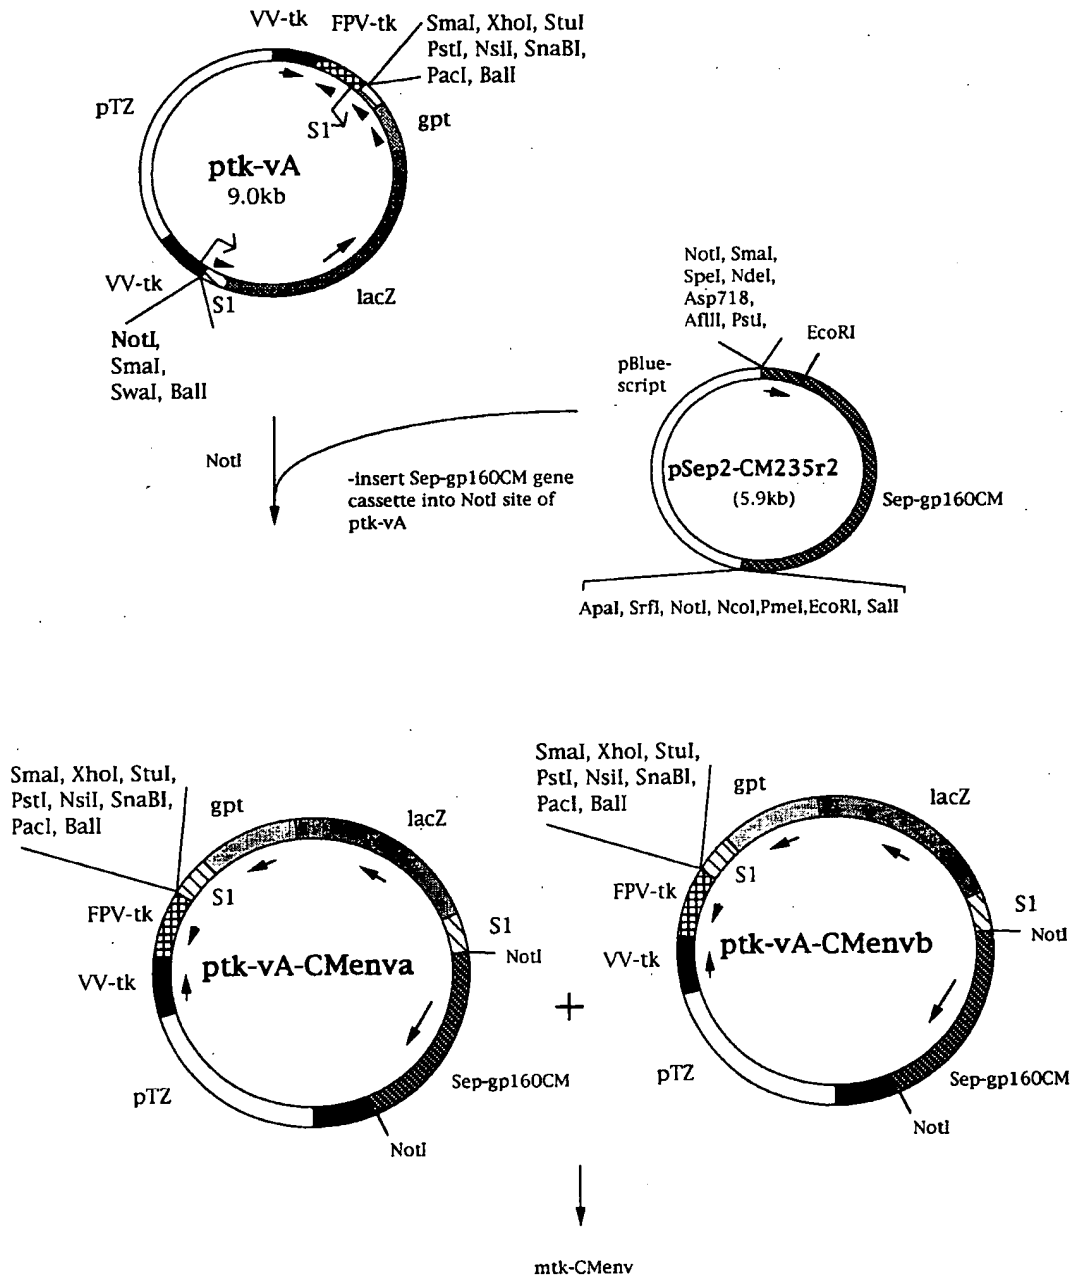 VV-tk
FPV-tk
SmaI, XhoI, StuI
PstI, NsiI, SnaBI,
PacI, BalI
pTZ
S1
gpt
ptk-vA
9.0kb
VV-tk
S1
lacZ
NotI,
SmaI,
SwaI, BalI
NotI, SmaI,
SpeI, NdeI,
Asp718,
AflII, PstI,
EcoRI
pBlue-
script
pSep2-CM235r2
(5.9kb)
Sep-gp160CM
ApaI, SrfI, NotI, NcoI,PmeI,EcoRI, SalI
NotI
-insert Sep-gp160CM gene
cassette into NotI site of
ptk-vA
SmaI, XhoI, StuI,
PstI, NsiI, SnaBI,
PacI, BalI
gpt
lacZ
S1
FPV-tk
S1
NotI
VV-tk
ptk-vA-CMenva
pTZ
Sep-gp160CM
NotI
+
SmaI, XhoI, StuI,
PstI, NsiI, SnaBI,
PacI, BalI
gpt
lacZ
S1
FPV-tk
S1
NotI
VV-tk
ptk-vA-CMenvb
pTZ
Sep-gp160CM
NotI
mtk-CMenv